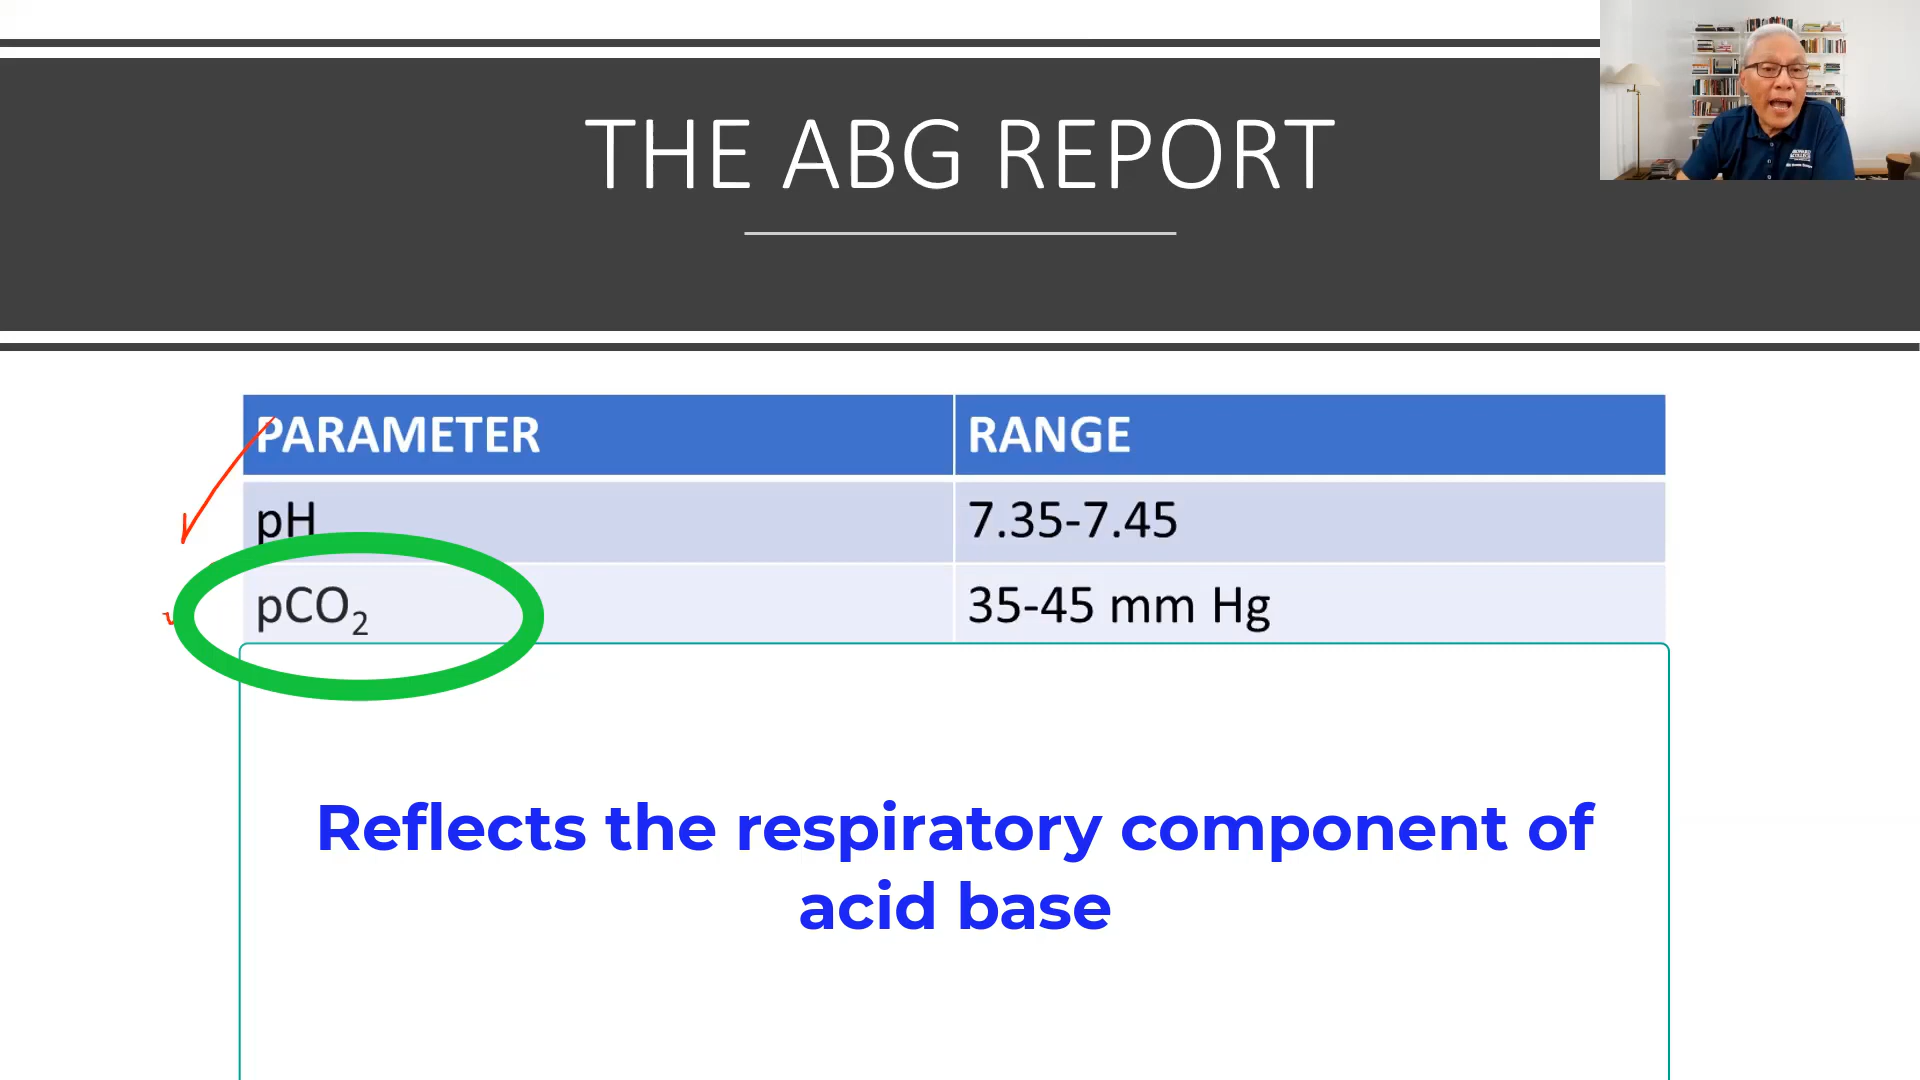 THE ABG REPORT
PARAMETER RANGE
pH 7.35-7.45
pCO₂ 35-45 mm Hg
Reflects the respiratory component of
acid base